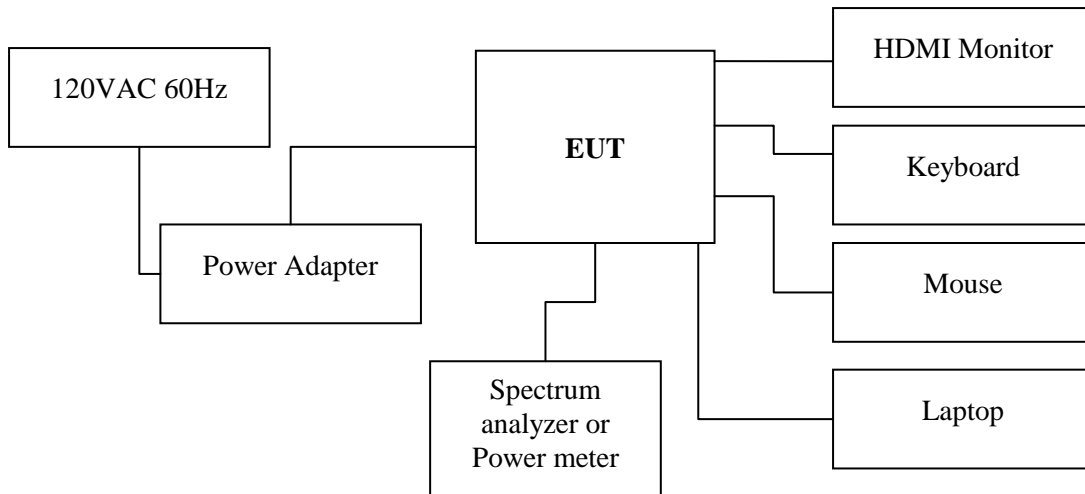 120VAC 60Hz
Power Adapter
EUT
Spectrum
analyzer or
Power meter
HDMI Monitor
Keyboard
Mouse
Laptop